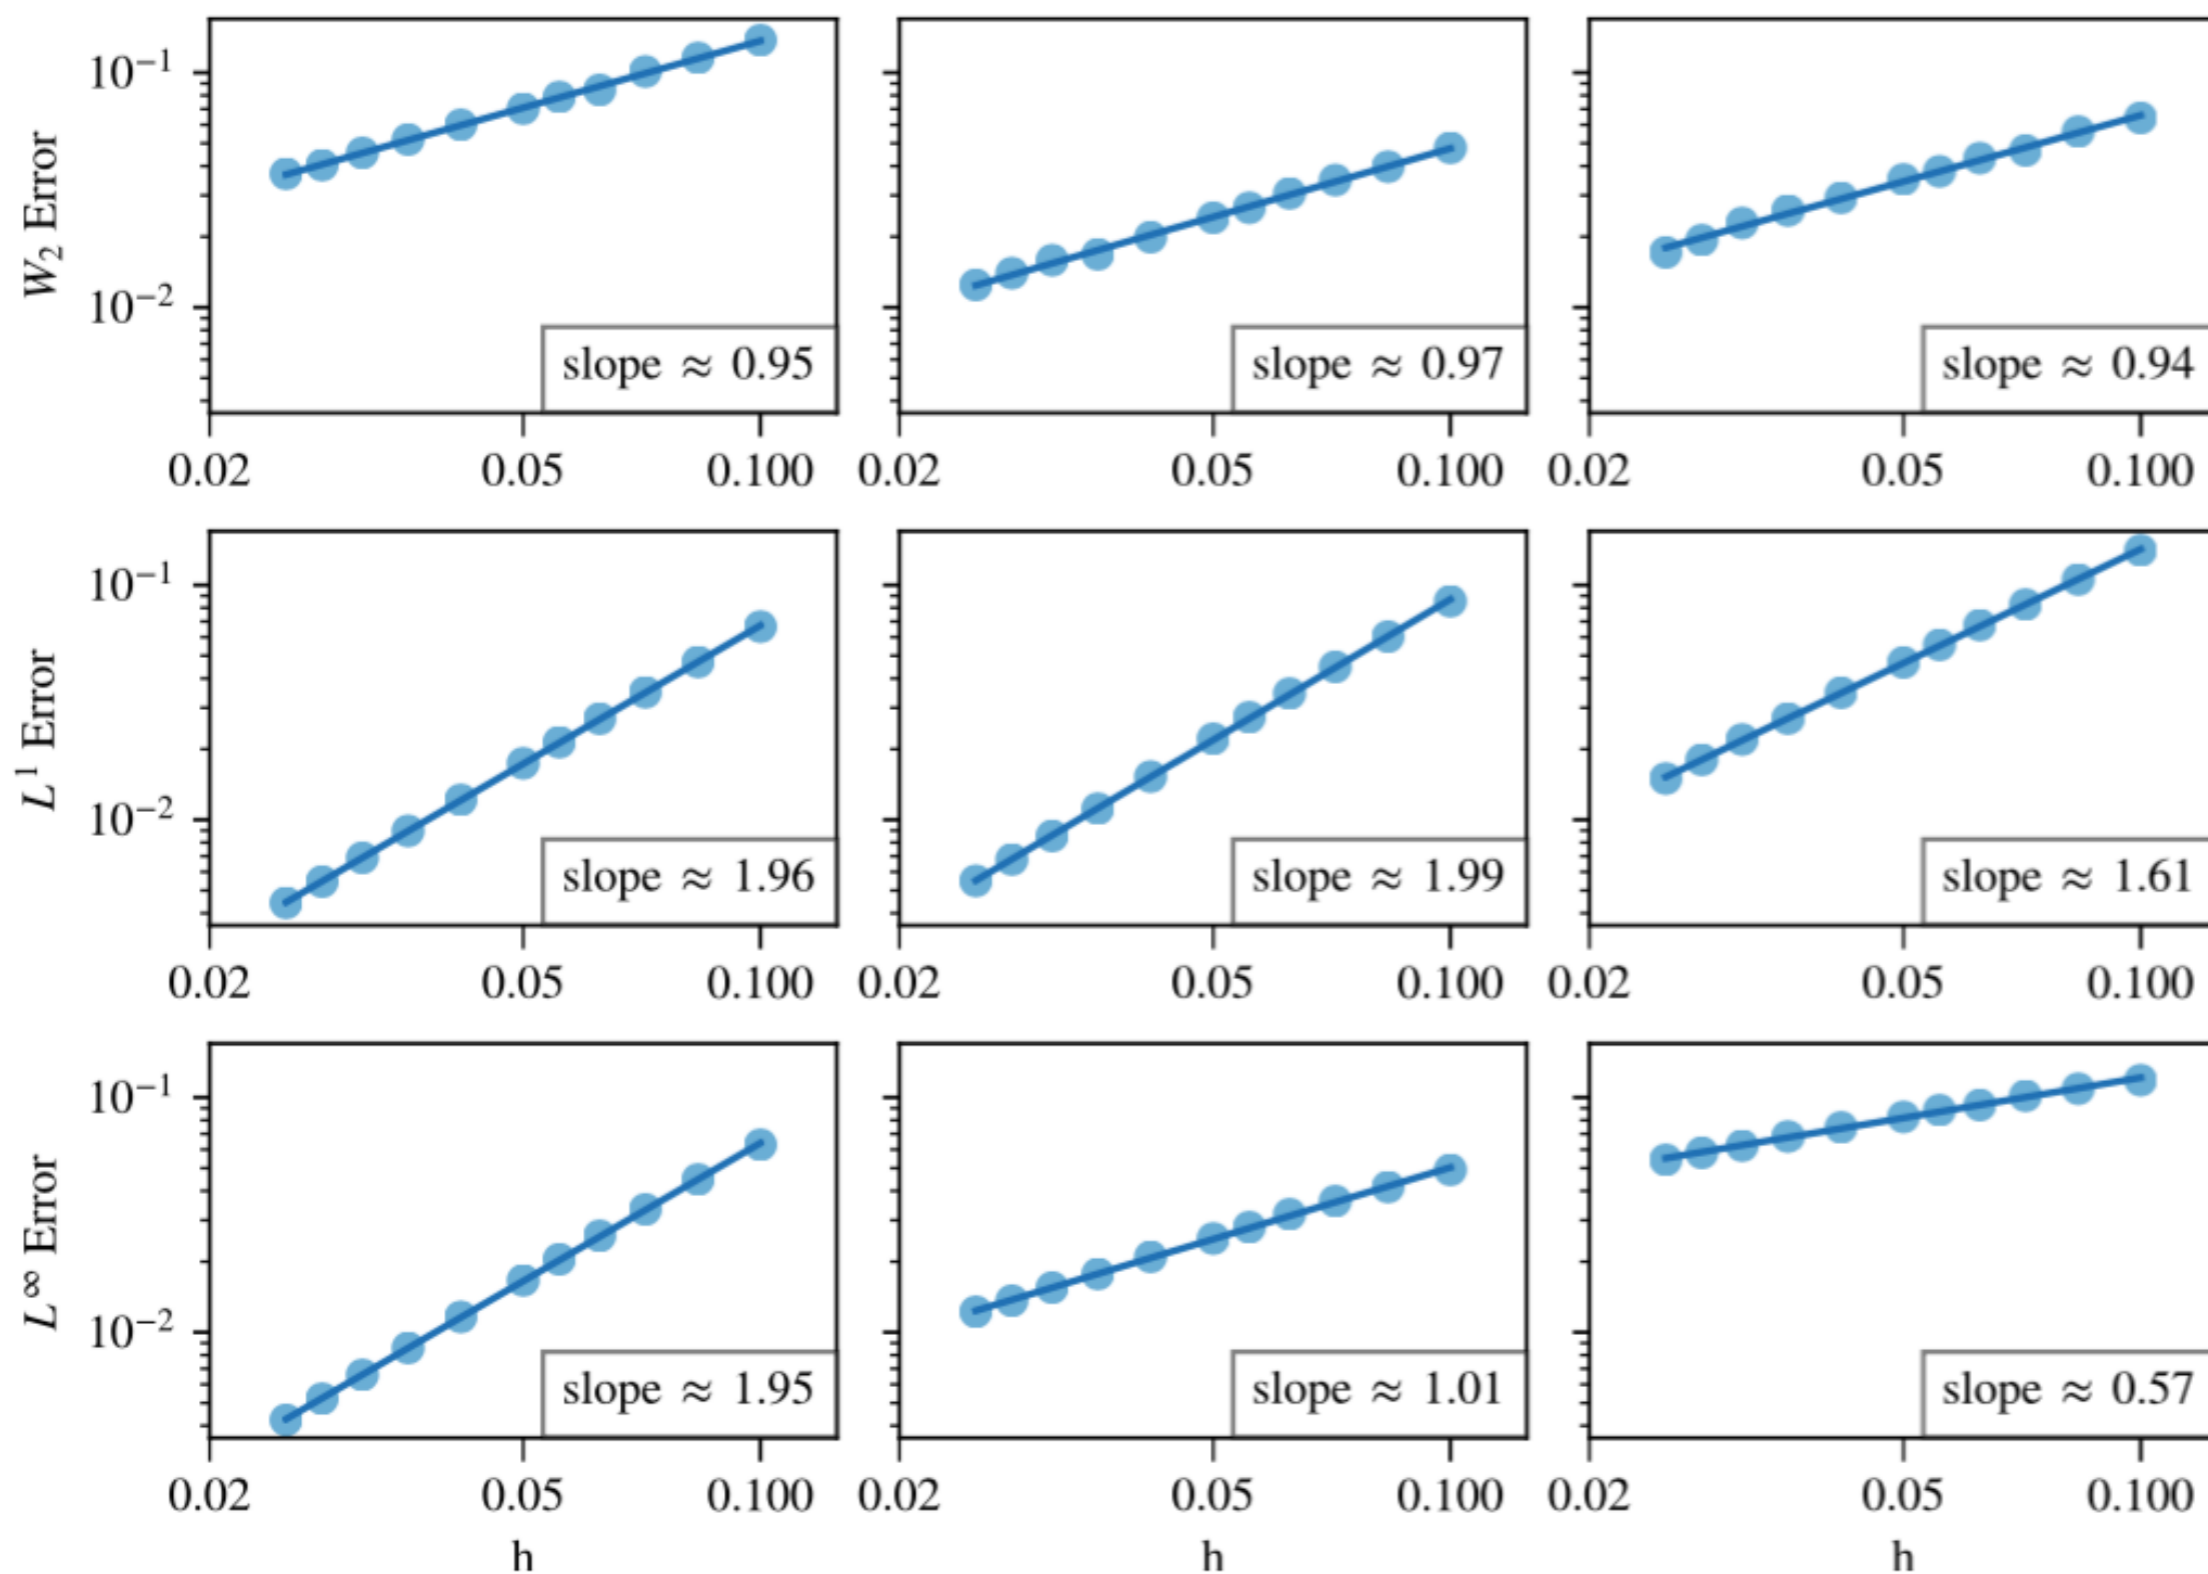 10⁻¹
W₂ Error
10⁻²
slope ≈ 0.95
slope ≈ 0.97
slope ≈ 0.94
0.02 0.05 0.100 0.02 0.05 0.100 0.02 0.05 0.100
10⁻¹
L¹ Error
10⁻²
slope ≈ 1.96
slope ≈ 1.99
slope ≈ 1.61
0.02 0.05 0.100 0.02 0.05 0.100 0.02 0.05 0.100
10⁻¹
L∞ Error
10⁻²
slope ≈ 1.95
slope ≈ 1.01
slope ≈ 0.57
0.02 0.05 0.100 0.02 0.05 0.100 0.02 0.05 0.100
h h h